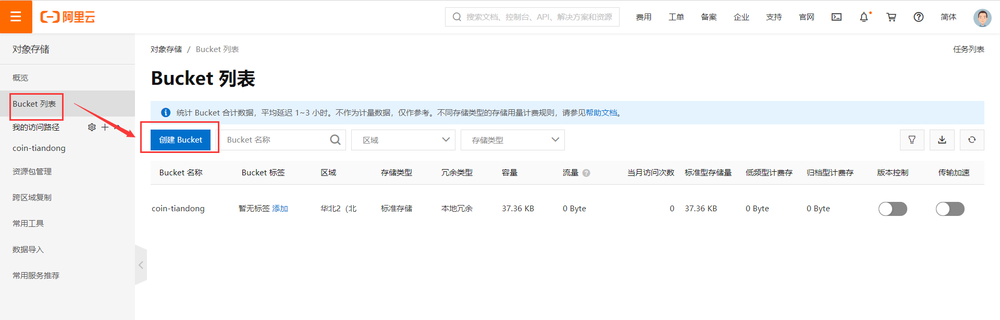 阿里云
搜索文档、控制台、API、解决方案和资源
费用 工单 备案 企业 支持 官网 简体
对象存储
概览
Bucket 列表
我的访问路径
coin-tiandong
资源包管理
跨区域复制
常用工具
数据导入
常用服务推荐
对象存储 / Bucket 列表
任务列表
Bucket 列表
统计 Bucket 合计数据，平均延迟 1~3 小时。不作为计量数据，仅作参考。不同存储类型的存储用量计费规则，请参见帮助文档。
创建 Bucket Bucket 名称 区域 存储类型
Bucket 名称 Bucket 标签 区域 存储类型 冗余类型 容量 流量 当月访问次数 标准型存储量 低频型计费存 归档型计费存 版本控制 传输加速
coin-tiandong 暂无标签 添加 华北2（北 标准存储 本地冗余 37.36 KB 0 Byte 0 37.36 KB 0 Byte 0 Byte